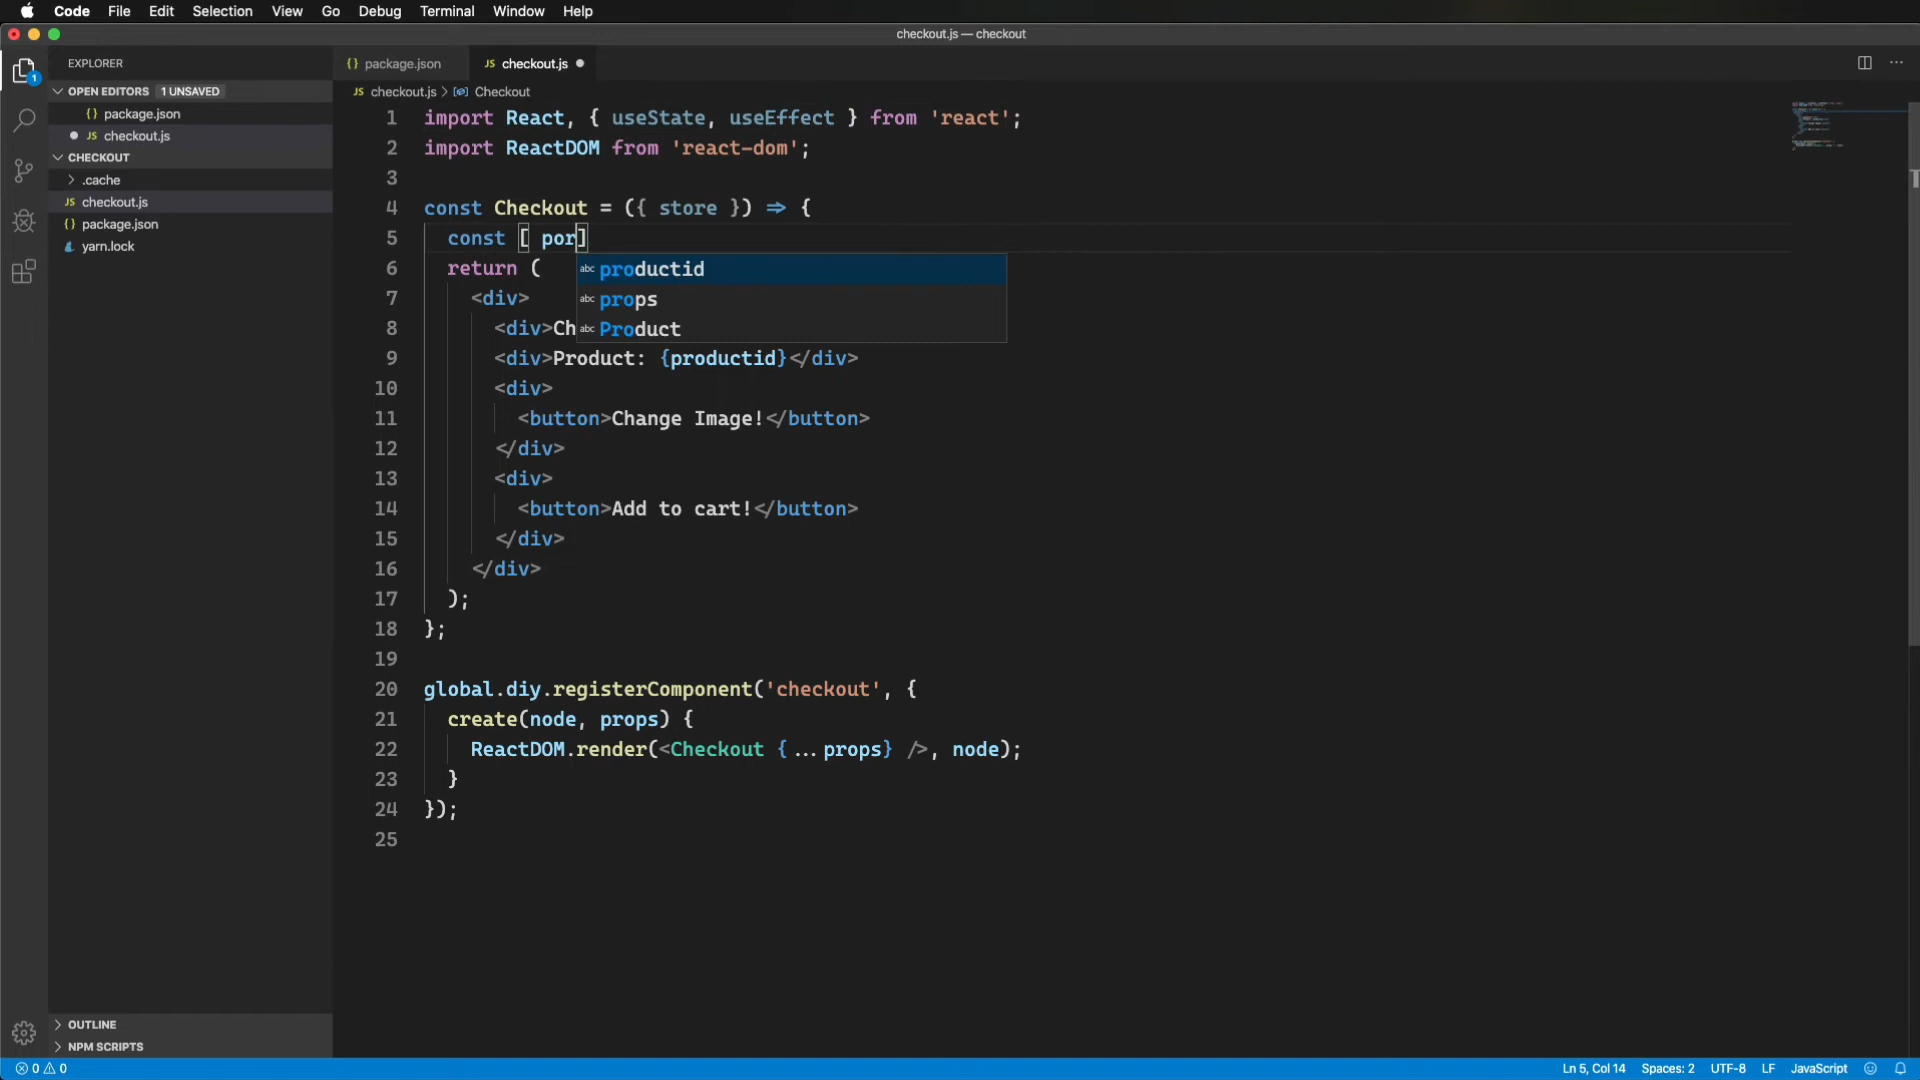 Code File Edit Selection View Go Debug Terminal Window Help
checkout.js — checkout
EXPLORER
{} package.json JS checkout.js
OPEN EDITORS 1 UNSAVED
JS checkout.js > Checkout
{} package.json
JS checkout.js
CHECKOUT
.cache
JS checkout.js
{} package.json
yarn.lock
1
1 import React, { useState, useEffect } from 'react';
2 import ReactDOM from 'react-dom';
3
4 const Checkout = ({ store }) => {
5 const [ por]
6 return (
7 <div>
8 <div>Ch
9 <div>Product: {productid}</div>
10 <div>
11 <button>Change Image!</button>
12 </div>
13 <div>
14 <button>Add to cart!</button>
15 </div>
16 </div>
17 );
18 };
19
20 global.diy.registerComponent('checkout', {
21 create(node, props) {
22 ReactDOM.render(<Checkout {...props} />, node);
23 }
24 });
25
abc productid
abc props
abc Product
OUTLINE
NPM SCRIPTS
0 0
Ln 5, Col 14 Spaces: 2 UTF-8 LF JavaScript